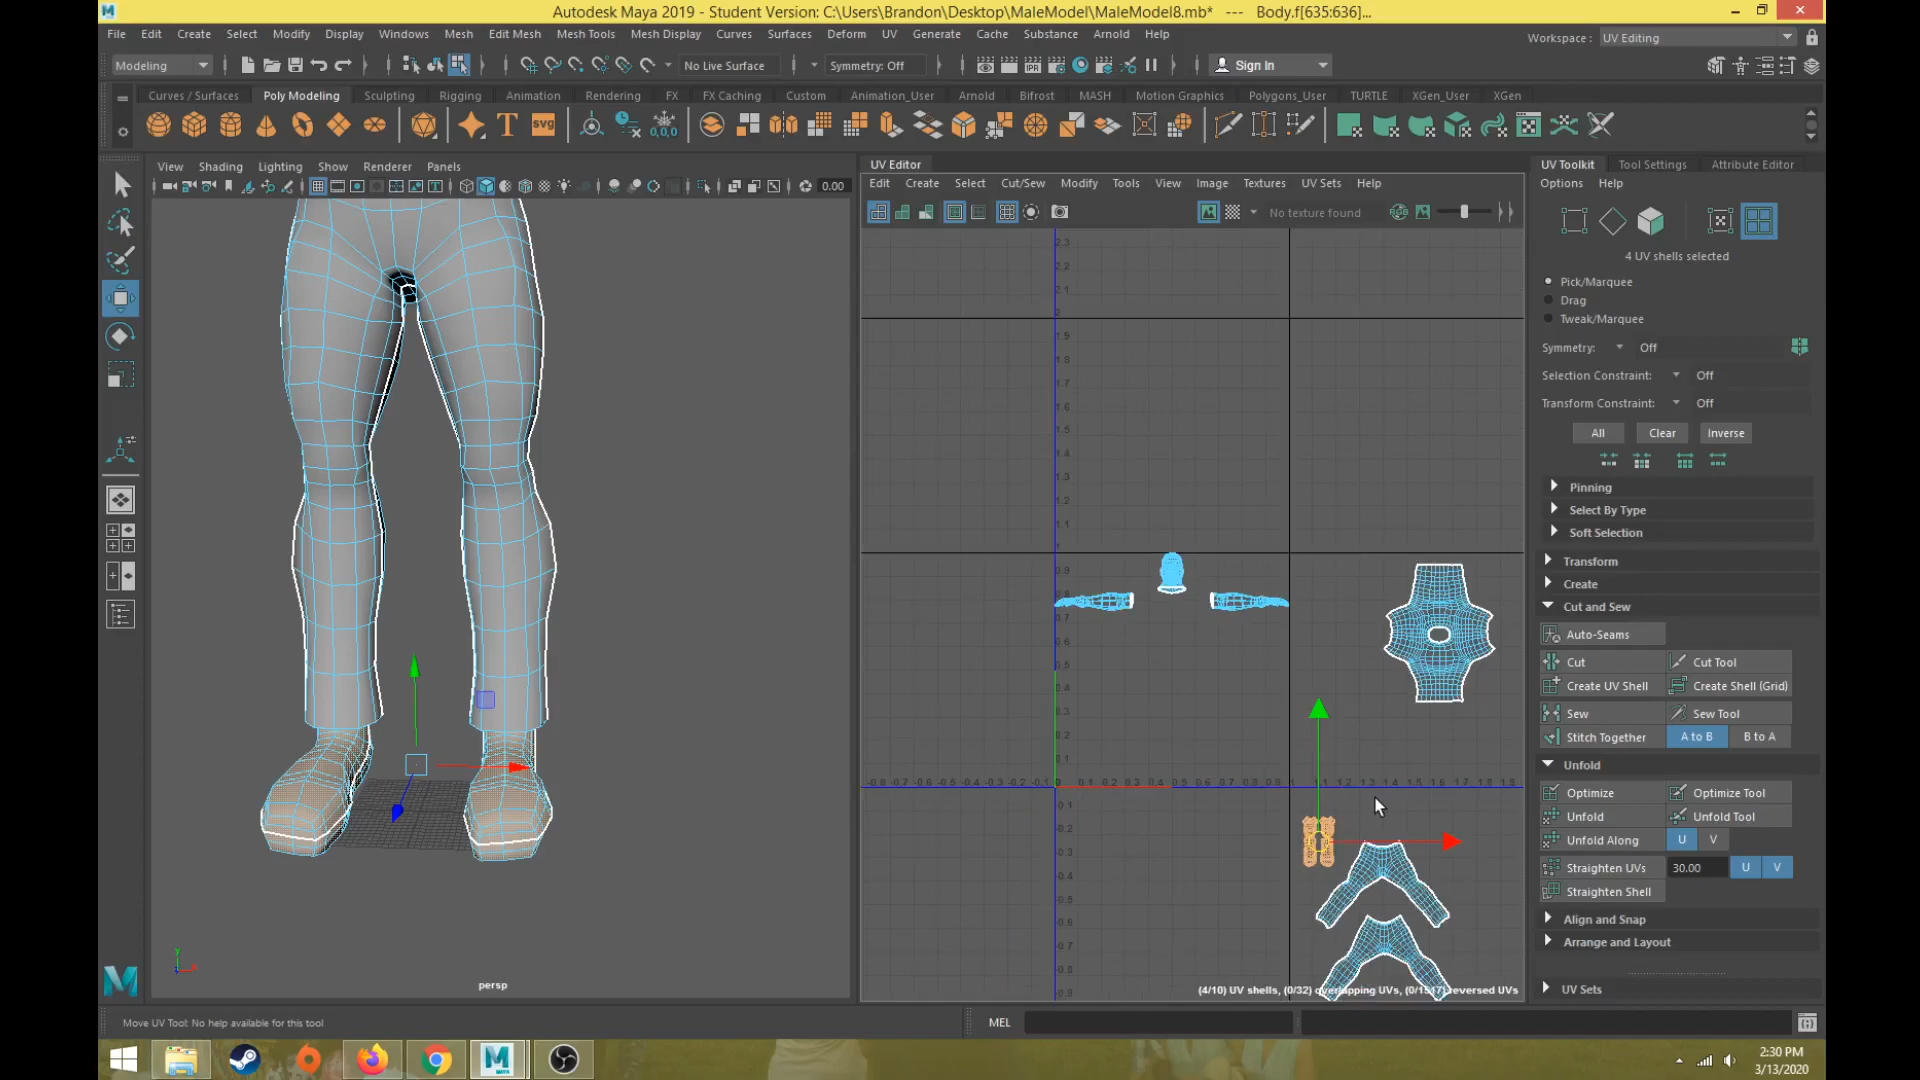 Autodesk Maya 2019 - Student Version: C:\Users\Brandon\Desktop\MaleModel\MaleModel8.mb* --- Body.f[635:636]...
File Edit Create Select Modify Display Windows Mesh Edit Mesh Mesh Tools Mesh Display Curves Surfaces Deform UV Generate Cache Substance Arnold Help
Workspace : UV Editing
Modeling No Live Surface Symmetry: Off Sign In
Curves / Surfaces Poly Modeling Sculpting Rigging Animation Rendering FX FX Caching Custom Animation_User Arnold Bifrost MASH Motion Graphics Polygons_User TURTLE XGen_User XGen
View Shading Lighting Show Renderer Panels
0.00
persp
UV Editor
Edit Create Select Cut/Sew Modify Tools View Image Textures UV Sets Help
No texture found
(4/10) UV shells, (0/32) overlapping UVs, (0/1517) reversed UVs
UV Toolkit Tool Settings Attribute Editor
Options Help
4 UV shells selected
Pick/Marquee
Drag
Tweak/Marquee
Symmetry: Off
Selection Constraint: Off
Transform Constraint: Off
All Clear Inverse
Pinning
Select By Type
Soft Selection
Transform
Create
Cut and Sew
Auto-Seams
Cut Cut Tool
Create UV Shell Create Shell (Grid)
Sew Sew Tool
Stitch Together A to B B to A
Unfold
Optimize Optimize Tool
Unfold Unfold Tool
Unfold Along U V
Straighten UVs 30.00 U V
Straighten Shell
Align and Snap
Arrange and Layout
UV Sets
Move UV Tool: No help available for this tool
MEL
2:30 PM
3/13/2020